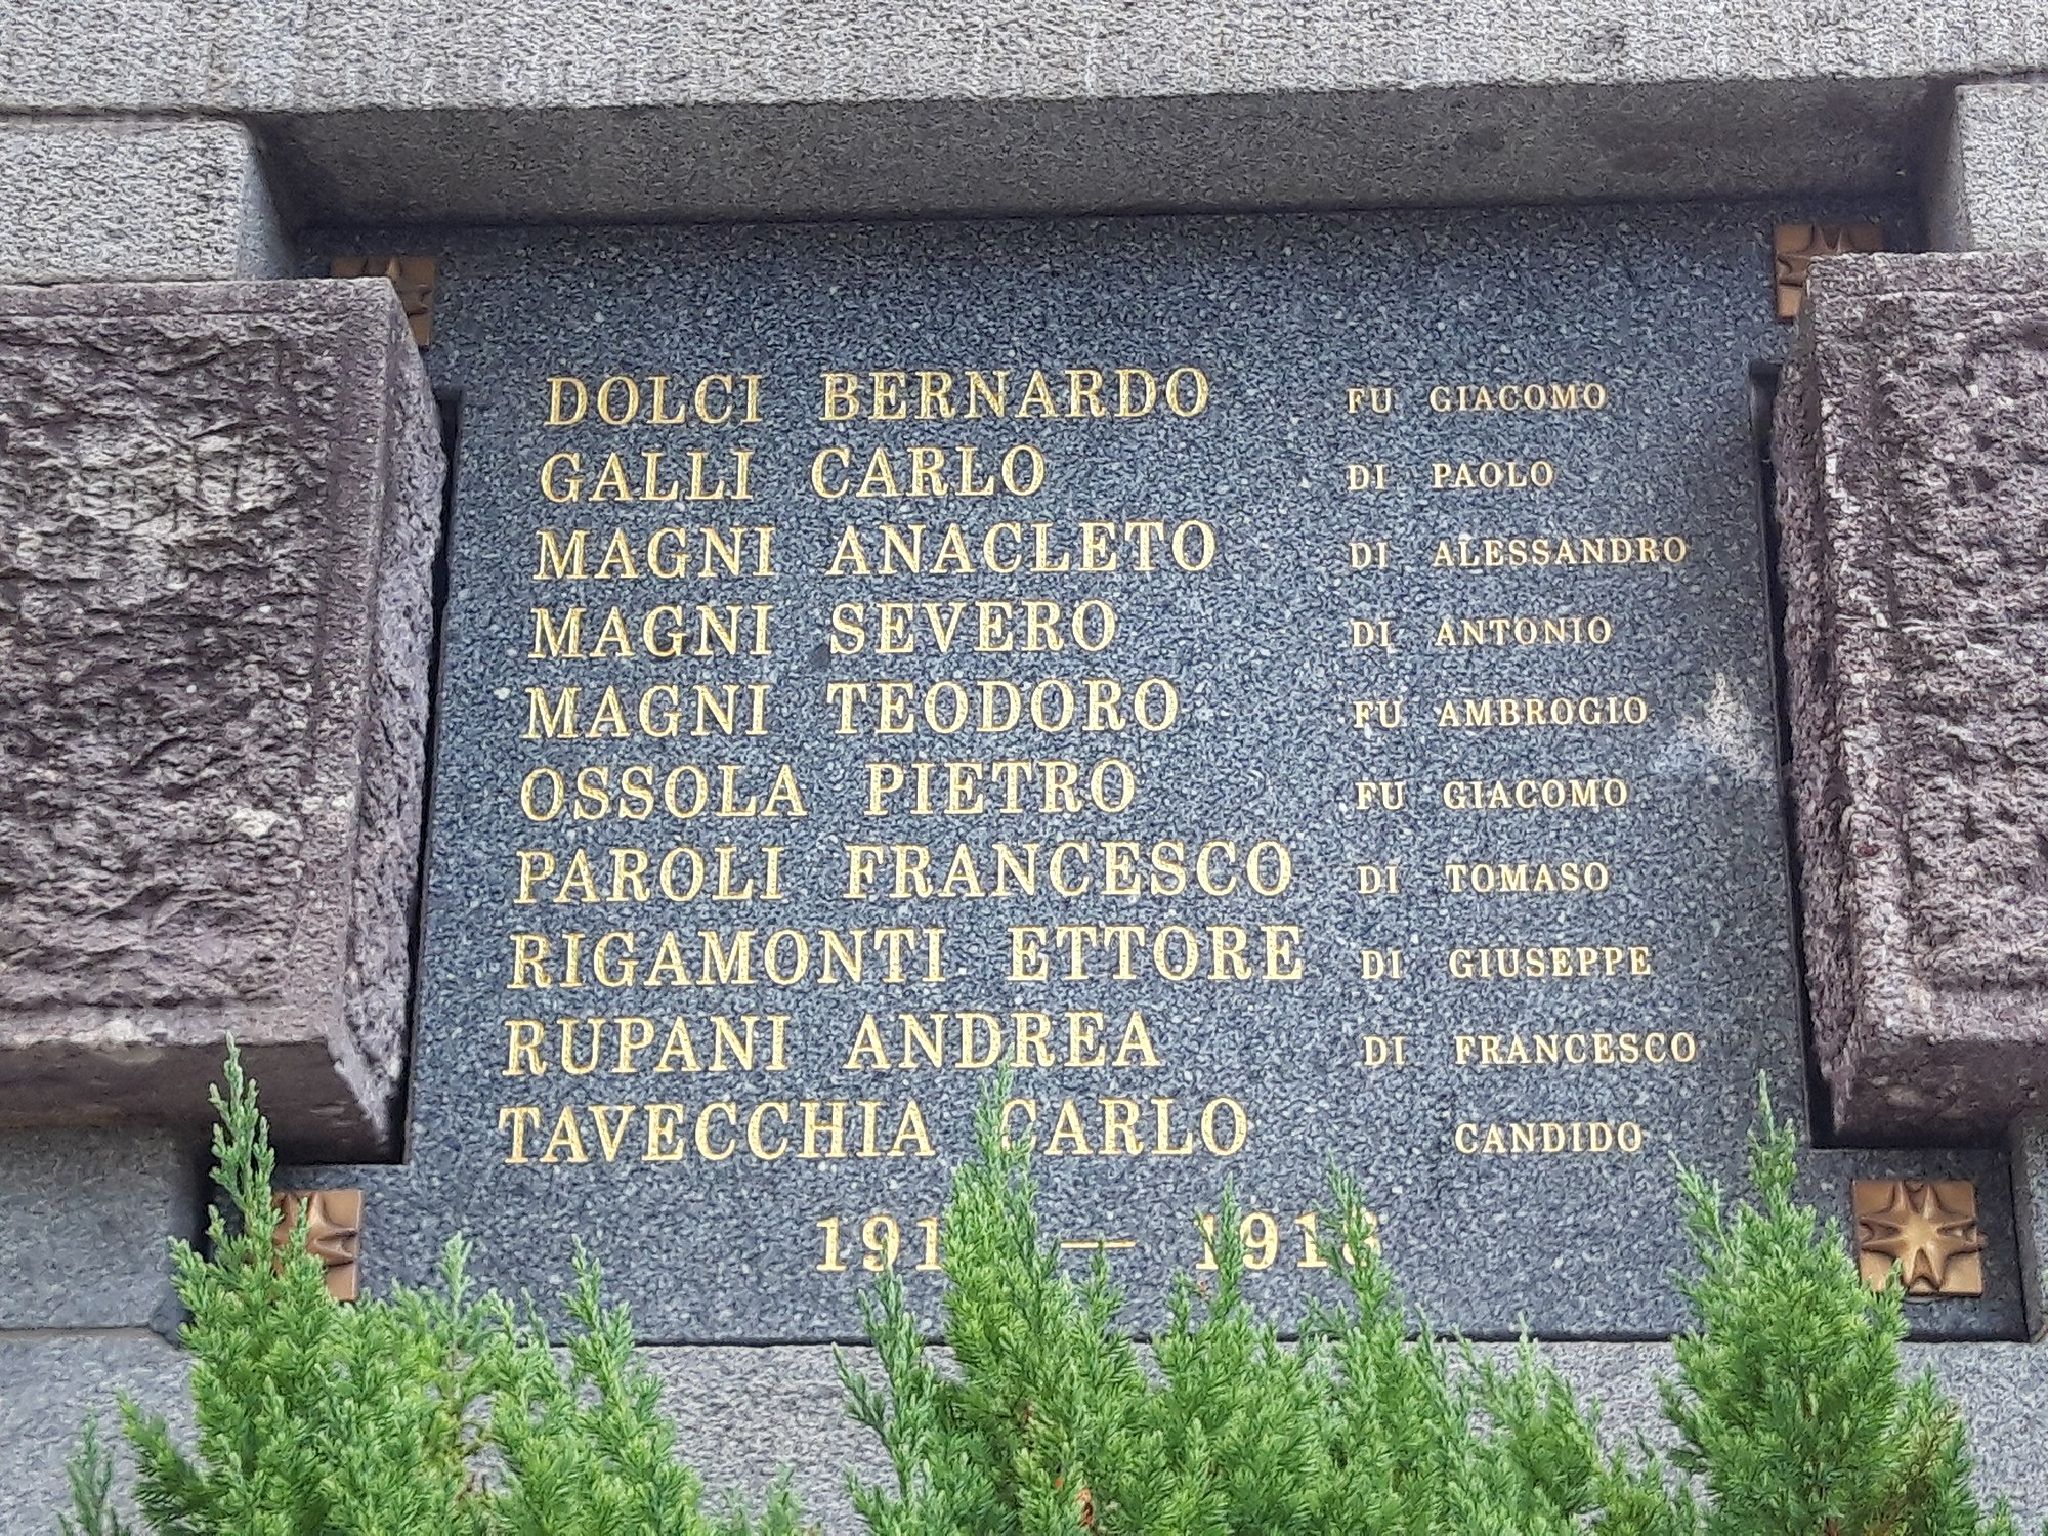 DOLCI BERNARDO FU GIACOMO
GALLI CARLO DI PAOLO
MAGNI ANACLETO DI ALESSANDRO
MAGNI SEVERO DI ANTONIO
MAGNI TEODORO FU AMBROGIO
OSSOLA PIETRO FU GIACOMO
PAROLI FRANCESCO DI TOMASO
RIGAMONTI ETTORE DI GIUSEPPE
RUPANI ANDREA DI FRANCESCO
TAVECCHIA CARLO CANDIDO
— 1918